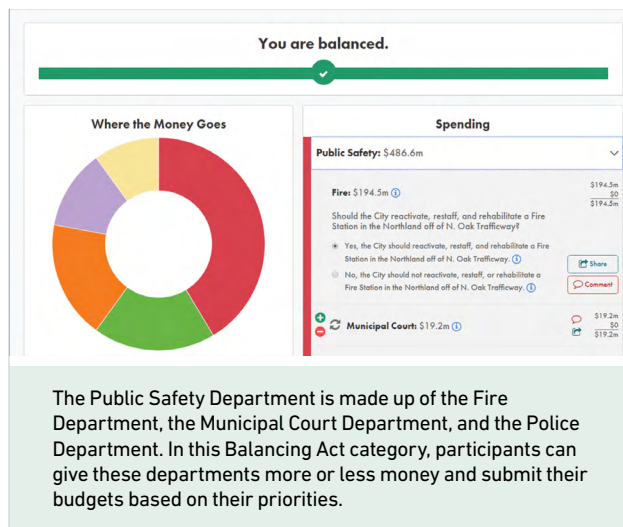 You are balanced.
Where the Money Goes
Spending
Public Safety: $486.6m
Fire: $194.5m
$194.5m
$0
$194.5m
Should the City reactivate, restaff, and rehabilitate a Fire
Station in the Northland off of N. Oak Trafficway?
Yes, the City should reactivate, restaff, and rehabilitate a Fire
Station in the Northland off of N. Oak Trafficway.
No, the City should not reactivate, restaff, or rehabilitate a
Fire Station in the Northland off of N. Oak Trafficway.
Share
Comment
Municipal Court: $19.2m
$19.2m
$0
$19.2m
The Public Safety Department is made up of the Fire
Department, the Municipal Court Department, and the Police
Department. In this Balancing Act category, participants can
give these departments more or less money and submit their
budgets based on their priorities.